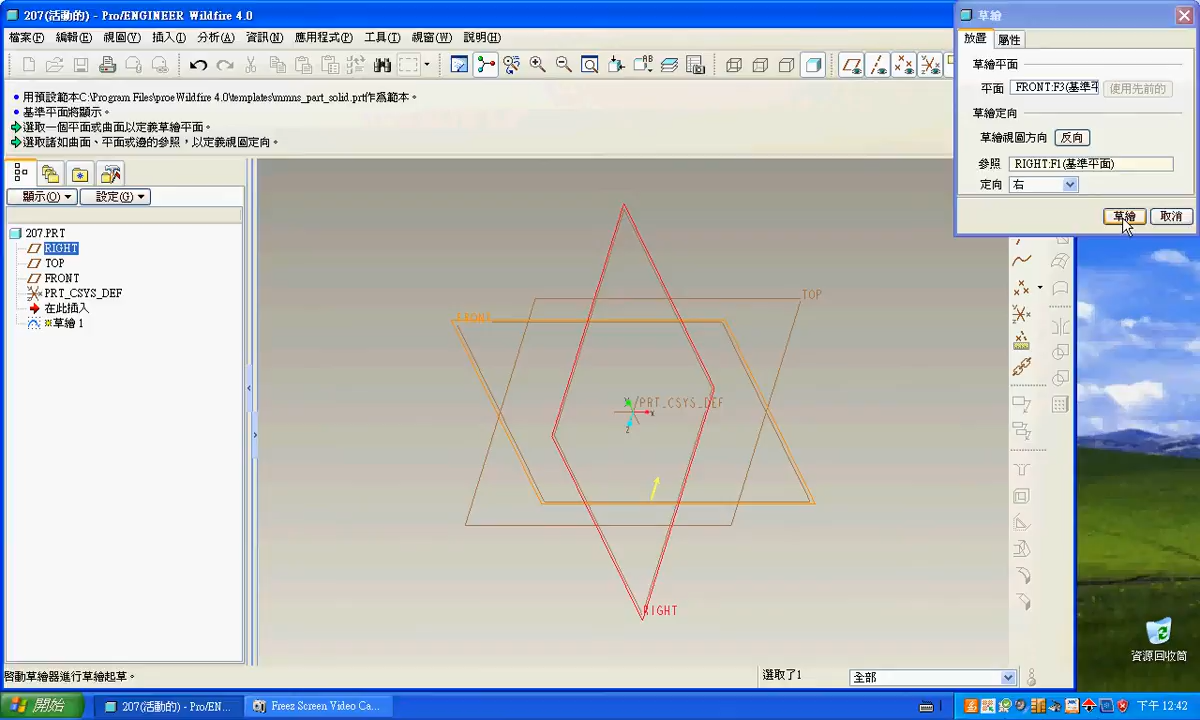 207(活動的) - Pro/ENGINEER Wildfire 4.0
檔案(F) 編輯(E) 視圖(V) 插入(I) 分析(A) 資訊(N) 應用程式(P) 工具(T) 視窗(W) 說明(H)
用預設範本C:\Program Files\proeWildfire 4.0\templates\mmns_part_solid.prt作為範本。
基準平面將顯示。
選取一個平面或曲面以定義草繪平面。
選取諸如曲面、平面或邊的參照，以定義視圖定向。
顯示(O) 設定(G)
207.PRT
RIGHT
TOP
FRONT
PRT_CSYS_DEF
在此插入
草繪 1
TOP
FRONT
PRT_CSYS_DEF
X
Y
Z
RIGHT
草繪
放置 屬性
草繪平面
平面 FRONT:F3(基準平 使用先前的
草繪定向
草繪視圖方向 反向
參照 RIGHT:F1(基準平面)
定向 右
草繪 取消
資源回收筒
啓動草繪器進行草繪起草。
選取了1 全部
開始 207(活動的) - Pro/EN... Freez Screen Video Ca... 下午 12:42